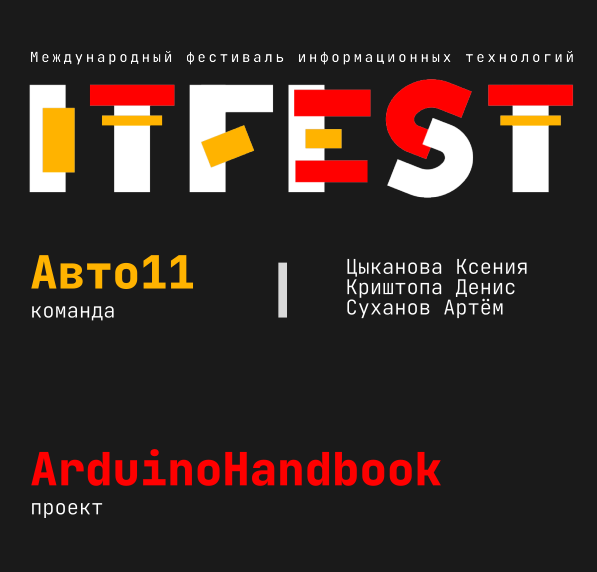 Международный фестиваль информационных технологий
ITFEST
Авто11
команда
Цыканова Ксения
Криштопа Денис
Суханов Артём
ArduinoHandbook
проект